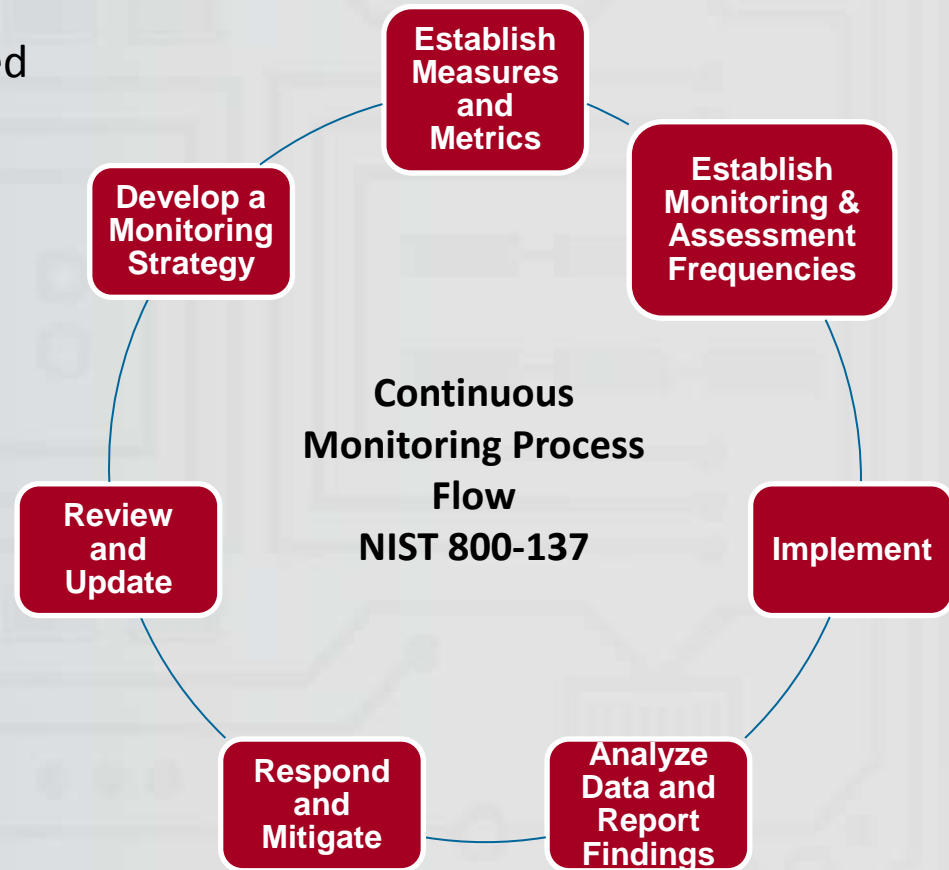 ed
Establish
Measures
and
Metrics
Establish
Monitoring &
Assessment
Frequencies
Implement
Analyze
Data and
Report
Findings
Respond
and
Mitigate
Review
and
Update
Develop a
Monitoring
Strategy
Continuous
Monitoring Process
Flow
NIST 800-137